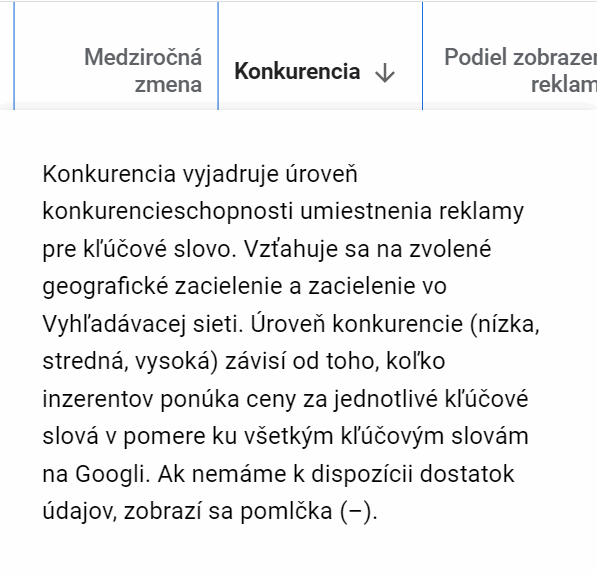 Medziročná
zmena
Konkurencia
Podiel zobrazen
reklam
Konkurencia vyjadruje úroveň
konkurencieschopnosti umiestnenia reklamy
pre kľúčové slovo. Vzťahuje sa na zvolené
geografické zacielenie a zacielenie vo
Vyhľadávacej sieti. Úroveň konkurencie (nízka,
stredná, vysoká) závisí od toho, koľko
inzerentov ponúka ceny za jednotlivé kľúčové
slová v pomere ku všetkým kľúčovým slovám
na Googli. Ak nemáme k dispozícii dostatok
údajov, zobrazí sa pomlčka (–).